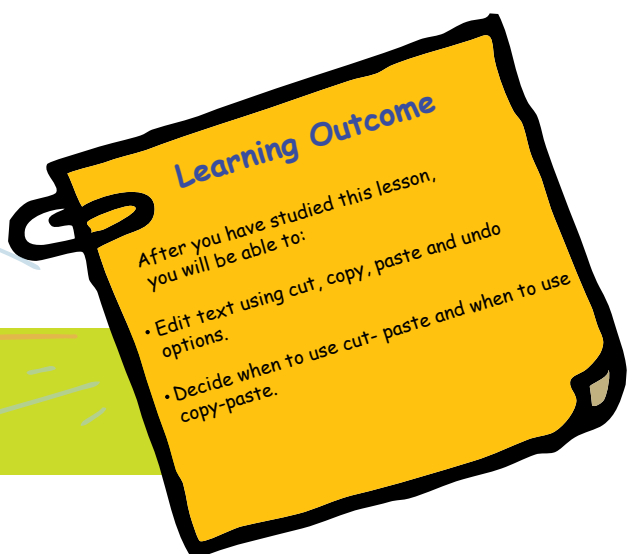 Learning Outcome
After you have studied this lesson,
you will be able to:
• Edit text using cut, copy, paste and undo
options.
• Decide when to use cut- paste and when to use
copy-paste.